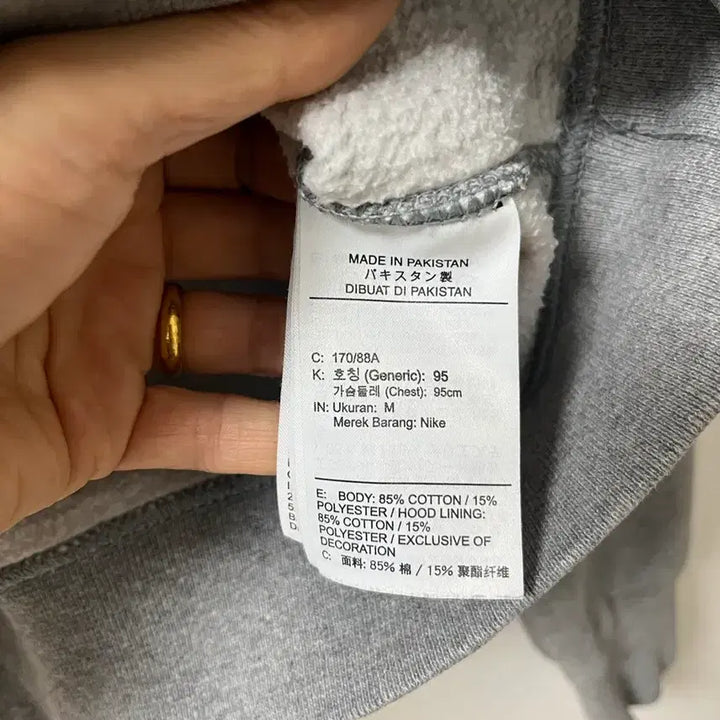 MADE IN PAKISTAN
パキスタン製
DIBUAT DI PAKISTAN
C: 170/88A
K: 호칭 (Generic): 95
가슴둘레 (Chest): 95cm
IN: Ukuran: M
Merek Barang: Nike
E: BODY: 85% COTTON / 15%
POLYESTER / HOOD LINING:
85% COTTON / 15%
POLYESTER / EXCLUSIVE OF
DECORATION
C: 面料: 85% 棉 / 15% 聚酯纤维